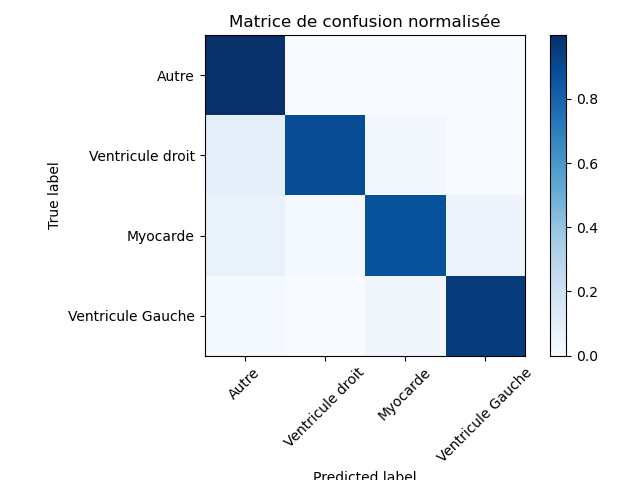 Matrice de confusion normalisée
True label
Autre
Ventricule droit
Myocarde
Ventricule Gauche
0.8
0.6
0.4
0.2
0.0
Autre
Ventricule droit
Myocarde
Ventricule Gauche
Predicted label